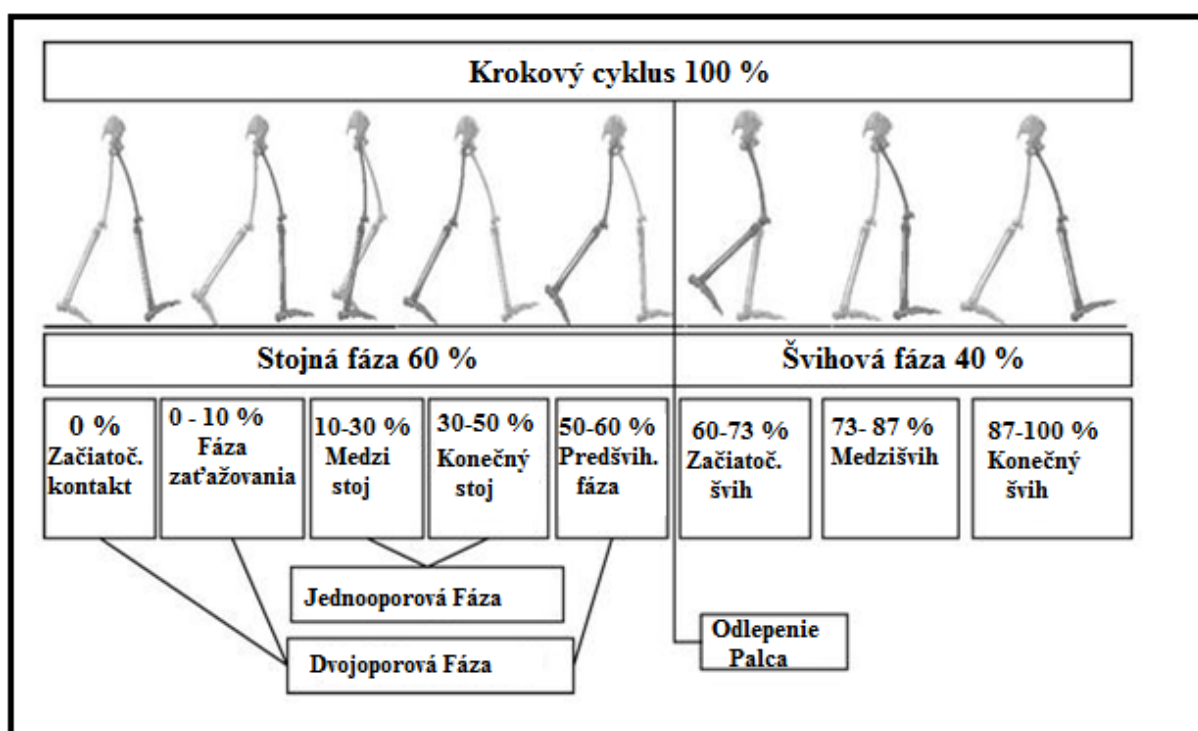 Krokový cyklus 100 %
Stojná fáza 60 %
Švihová fáza 40 %
0 %
Začiatoč.
kontakt
0 - 10 %
Fáza
zaťažovania
10-30 %
Medzi
stoj
30-50 %
Konečný
stoj
50-60 %
Predšvih.
fáza
60-73 %
Začiatoč.
švih
73- 87 %
Medzišvih
87-100 %
Konečný
švih
Jednooporová Fáza
Dvojoporová Fáza
Odlepenie
Palca